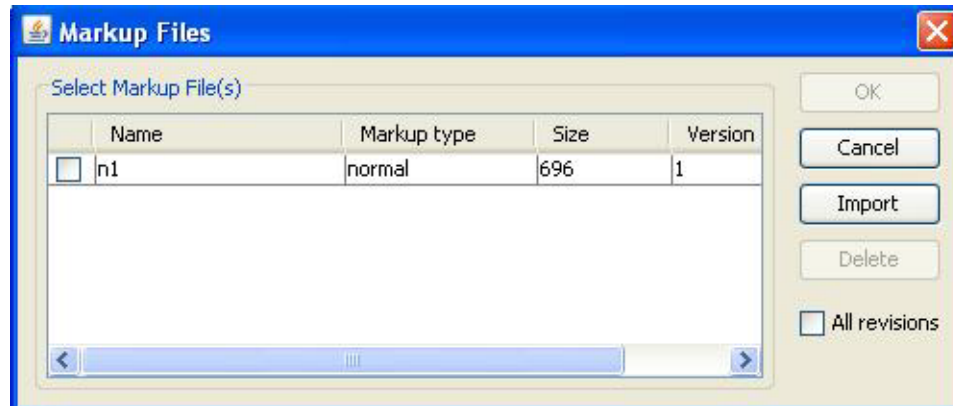 Markup Files
Select Markup File(s)
Name Markup type Size Version
n1 normal 696 1
OK
Cancel
Import
Delete
All revisions